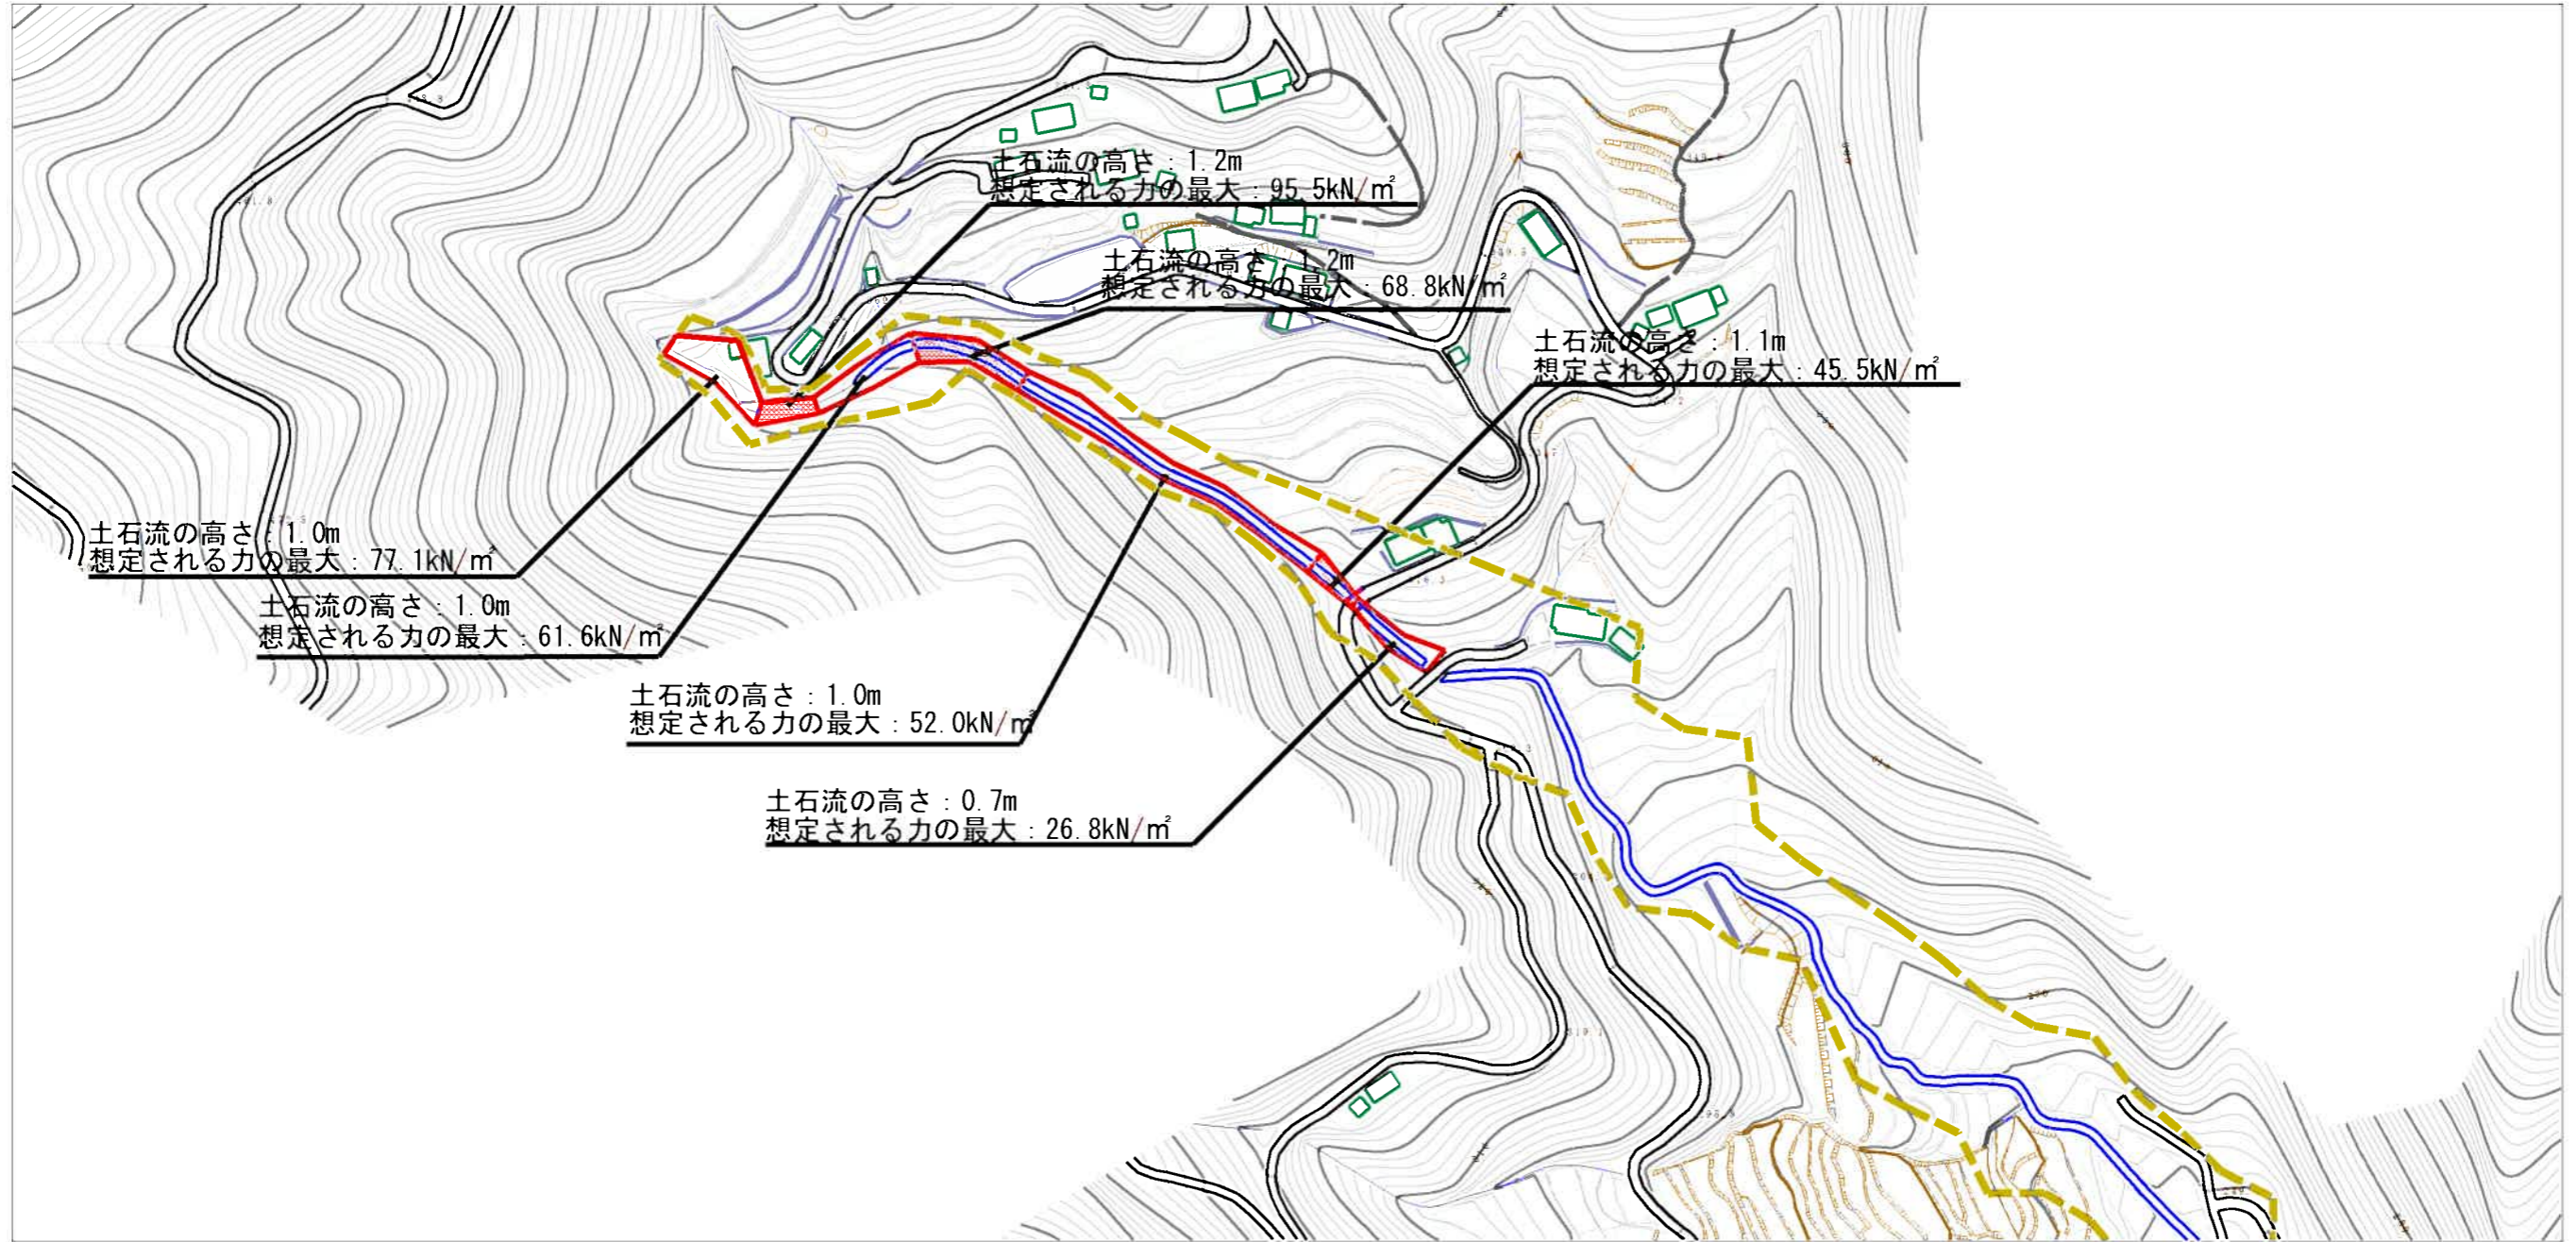 土石流の高さ：1.2m
想定される力の最大：95.5kN/㎡
土石流の高さ：1.2m
想定される力の最大：68.8kN/㎡
土石流の高さ：1.1m
想定される力の最大：45.5kN/㎡
土石流の高さ：1.0m
想定される力の最大：77.1kN/㎡
土石流の高さ：1.0m
想定される力の最大：61.6kN/㎡
土石流の高さ：1.0m
想定される力の最大：52.0kN/㎡
土石流の高さ：0.7m
想定される力の最大：26.8kN/㎡